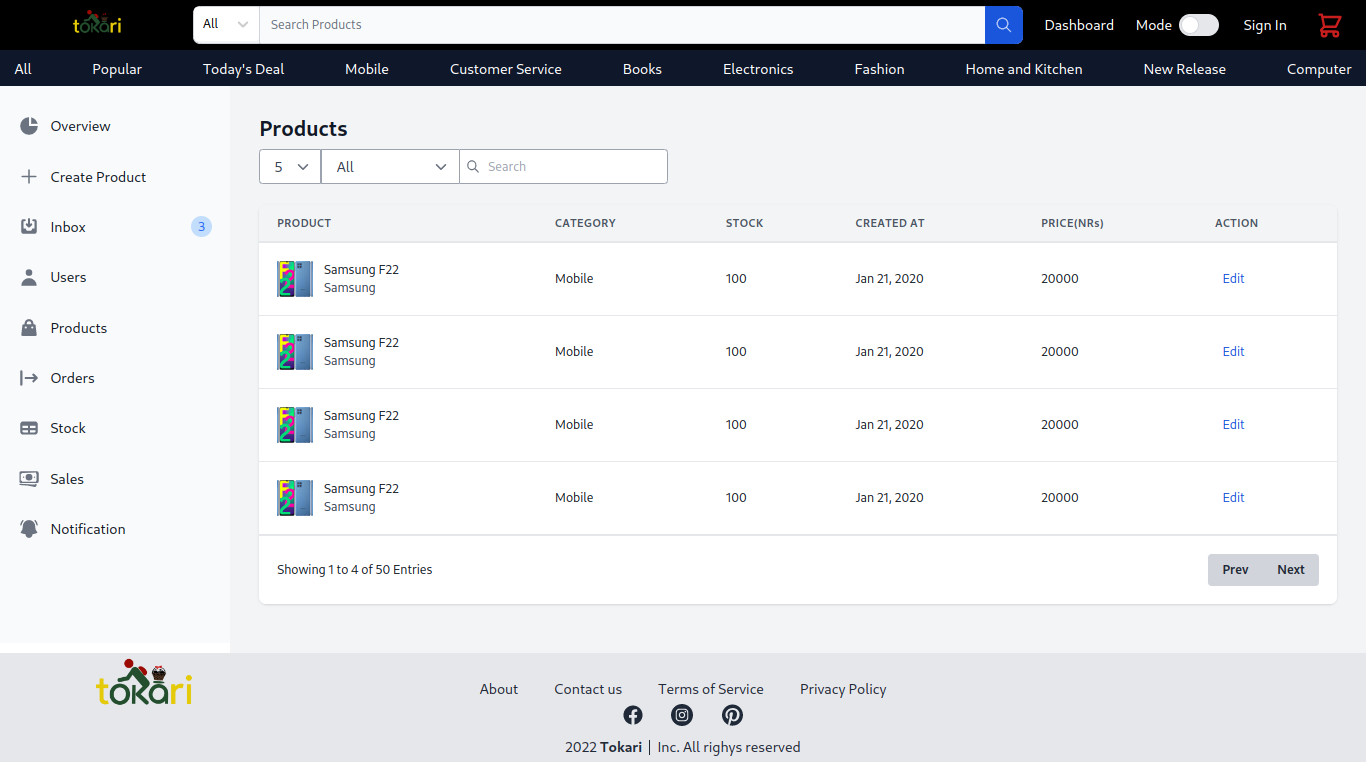 tokari All Search Products Dashboard Mode Sign In
All Popular Today's Deal Mobile Customer Service Books Electronics Fashion Home and Kitchen New Release Computer
Overview
Create Product
Inbox 3
Users
Products
Orders
Stock
Sales
Notification
Products
5 All Search
PRODUCT CATEGORY STOCK CREATED AT PRICE(NRs) ACTION
F22 Samsung F22
Samsung Mobile 100 Jan 21, 2020 20000 Edit
F22 Samsung F22
Samsung Mobile 100 Jan 21, 2020 20000 Edit
F22 Samsung F22
Samsung Mobile 100 Jan 21, 2020 20000 Edit
F22 Samsung F22
Samsung Mobile 100 Jan 21, 2020 20000 Edit
Showing 1 to 4 of 50 Entries Prev Next
tokari
About Contact us Terms of Service Privacy Policy
2022 Tokari | Inc. All righys reserved